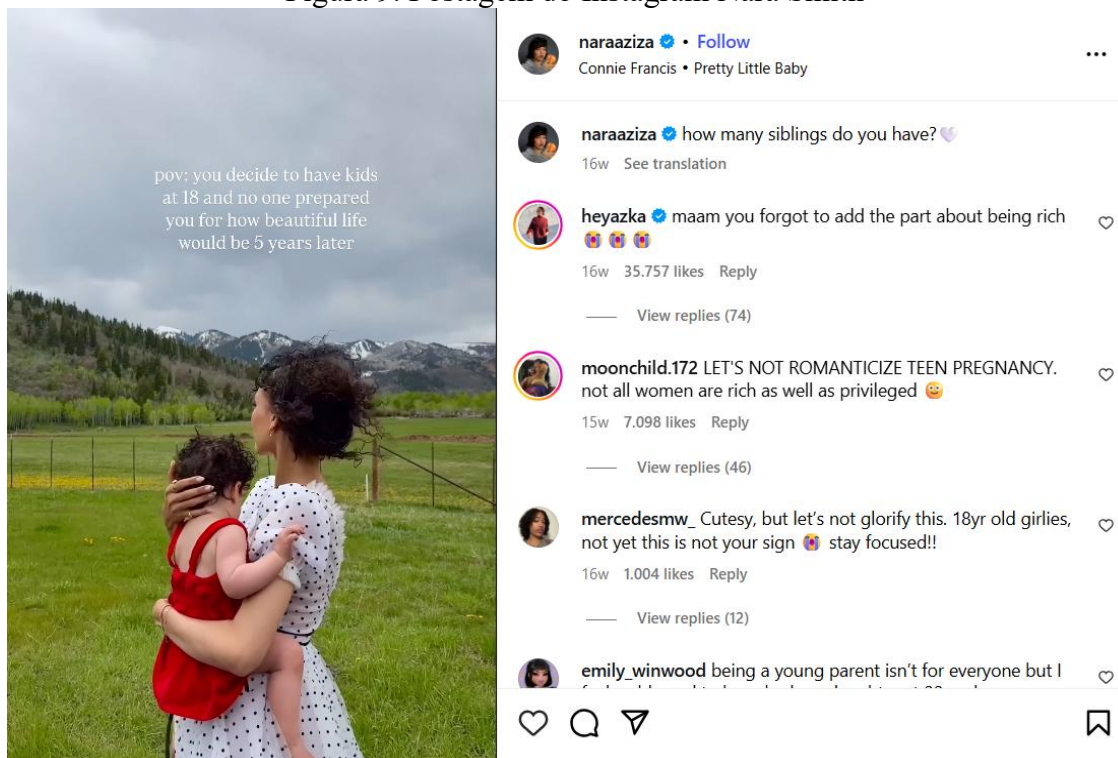 Figura 9: Postagem do Instagram Nara Smith
pov: you decide to have kids
at 18 and no one prepared
you for how beautiful life
would be 5 years later
naraaziza • Follow
Connie Francis • Pretty Little Baby
naraaziza how many siblings do you have?🤍
16w See translation
heyazka maam you forgot to add the part about being rich
😭😭😭
16w 35.757 likes Reply
View replies (74)
moonchild.172 LET'S NOT ROMANTICIZE TEEN PREGNANCY.
not all women are rich as well as privileged 🙂
15w 7.098 likes Reply
View replies (46)
mercedesmw_ Cutesy, but let's not glorify this. 18yr old girlies,
not yet this is not your sign 😭 stay focused!!
16w 1.004 likes Reply
View replies (12)
emily_winwood being a young parent isn't for everyone but I